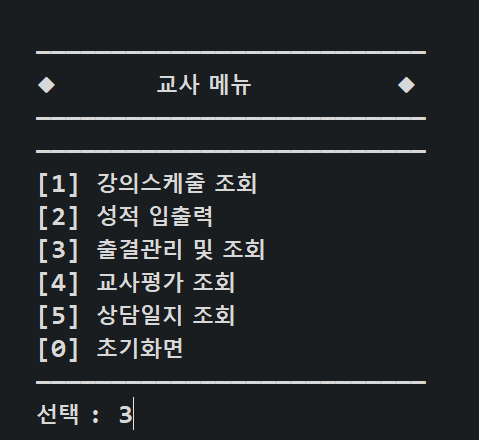 ◆ 교사 메뉴 ◆
[1] 강의스케줄 조회
[2] 성적 입출력
[3] 출결관리 및 조회
[4] 교사평가 조회
[5] 상담일지 조회
[0] 초기화면
선택 : 3